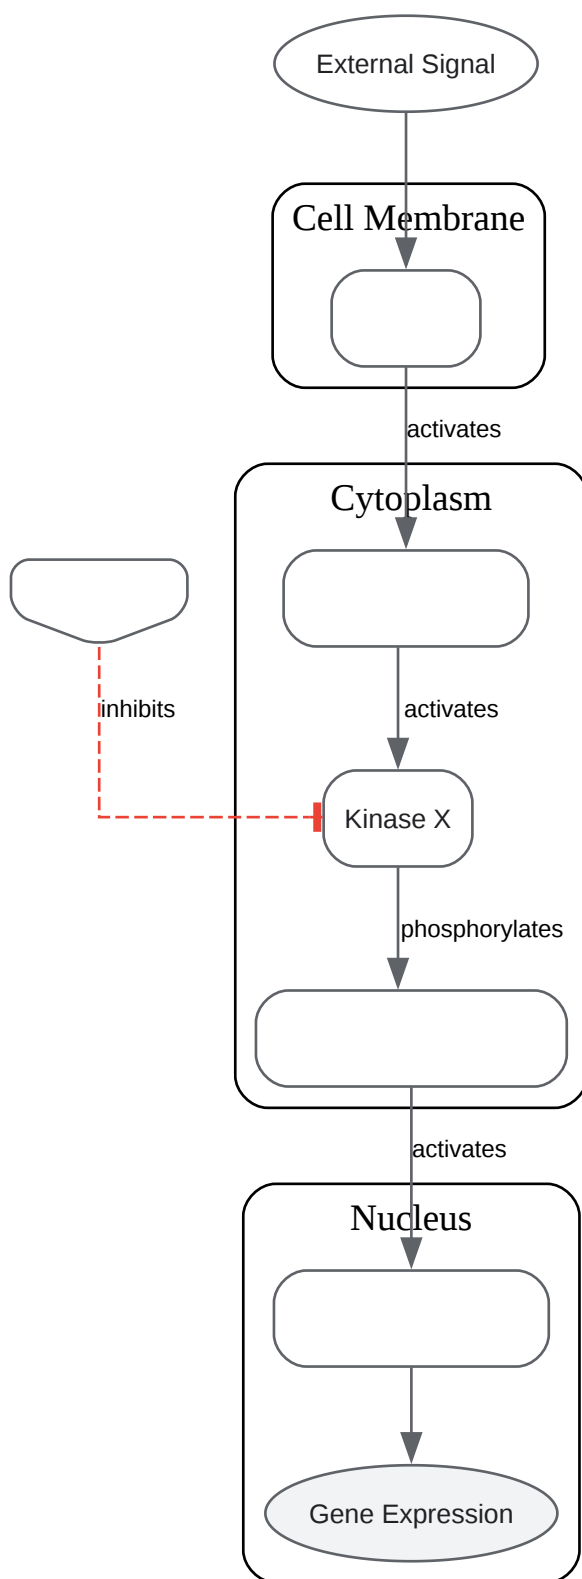 External Signal
Cell Membrane
activates
Cytoplasm
inhibits
activates
Kinase X
phosphorylates
activates
Nucleus
Gene Expression